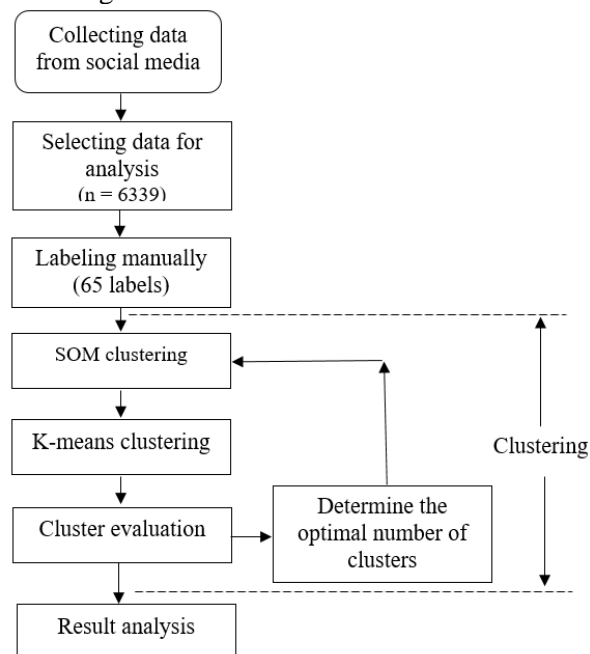 Collecting data
from social media
Selecting data for
analysis
(n = 6339)
Labeling manually
(65 labels)
SOM clustering
K-means clustering
Clustering
Cluster evaluation
Determine the
optimal number of
clusters
Result analysis